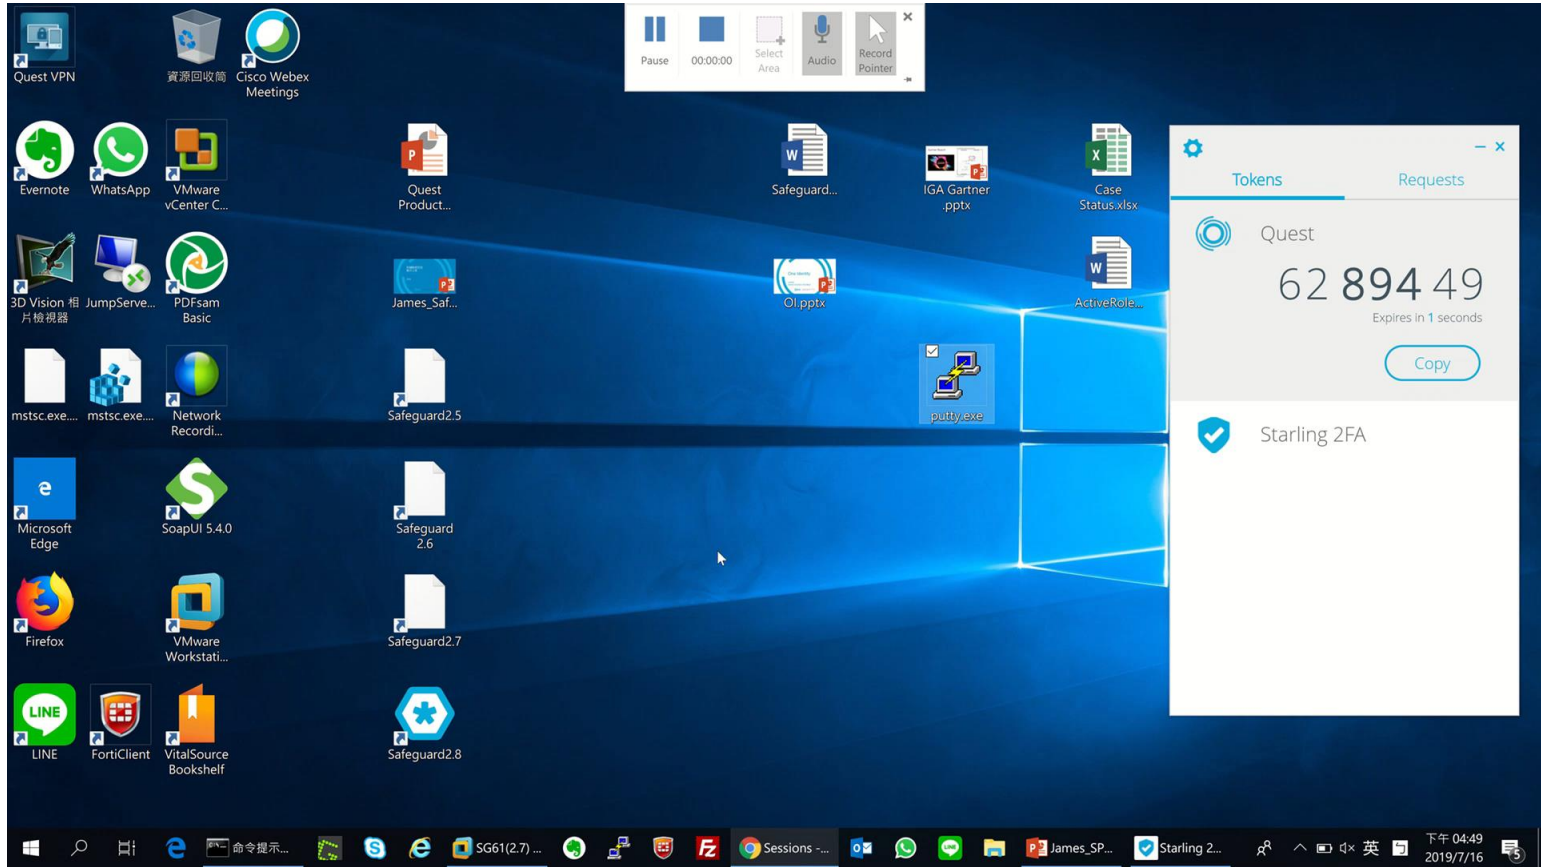 Pause
00:00:00
Select
Area
Audio
Record
Pointer
Quest VPN
資源回收筒
Cisco Webex
Meetings
Evernote
WhatsApp
VMware
vCenter C...
Quest
Product...
Safeguard...
IGA Gartner
.pptx
Case
Status.xlsx
3D Vision 相
片檢視器
JumpServe...
PDFsam
Basic
James_Saf...
OI.pptx
ActiveRole...
mstsc.exe....
mstsc.exe....
Network
Recordi...
Safeguard2.5
putty.exe
Microsoft
Edge
SoapUI 5.4.0
Safeguard
2.6
Firefox
VMware
Workstati...
Safeguard2.7
LINE
LINE
FortiClient
VitalSource
Bookshelf
Safeguard2.8
Tokens
Requests
Quest
62 894 49
Expires in 1 seconds
Copy
Starling 2FA
命令提示...
SG61(2.7) ...
Sessions -...
James_SP...
Starling 2...
英
下午 04:49
2019/7/16
5